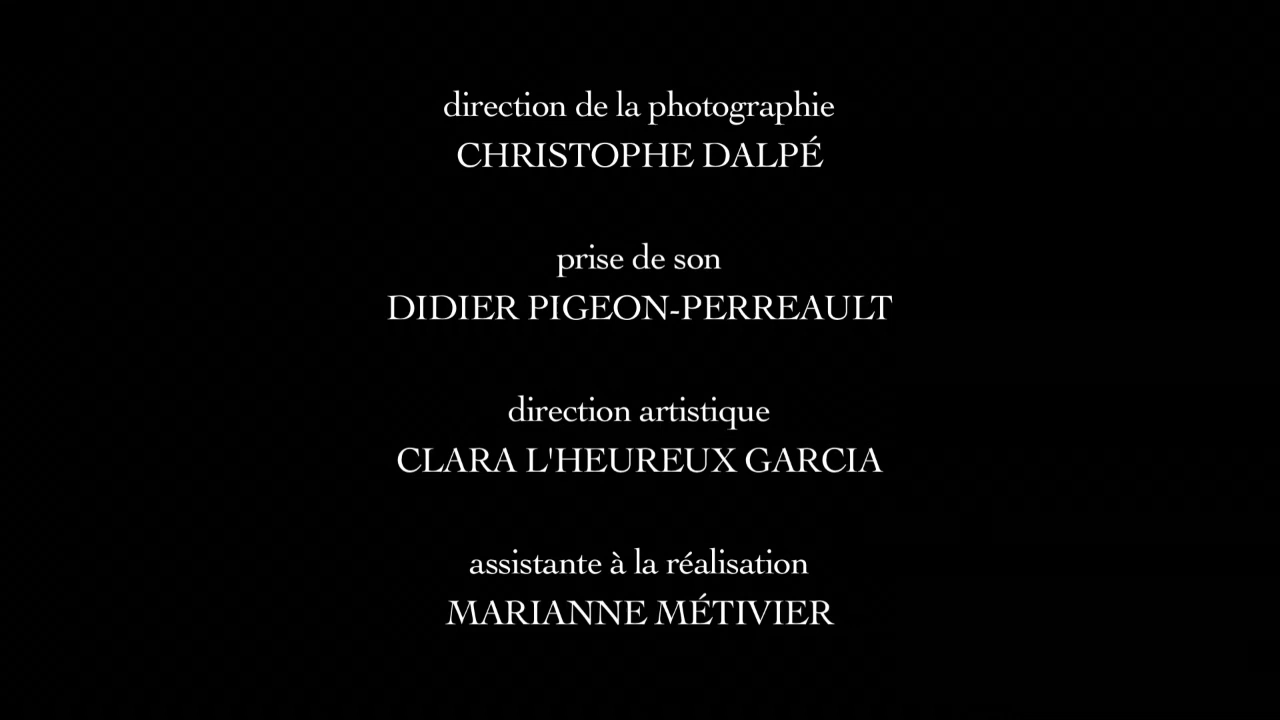 direction de la photographie
CHRISTOPHE DALPÉ
prise de son
DIDIER PIGEON-PERREAULT
direction artistique
CLARA L'HEUREUX GARCIA
assistante à la réalisation
MARIANNE MÉTIVIER